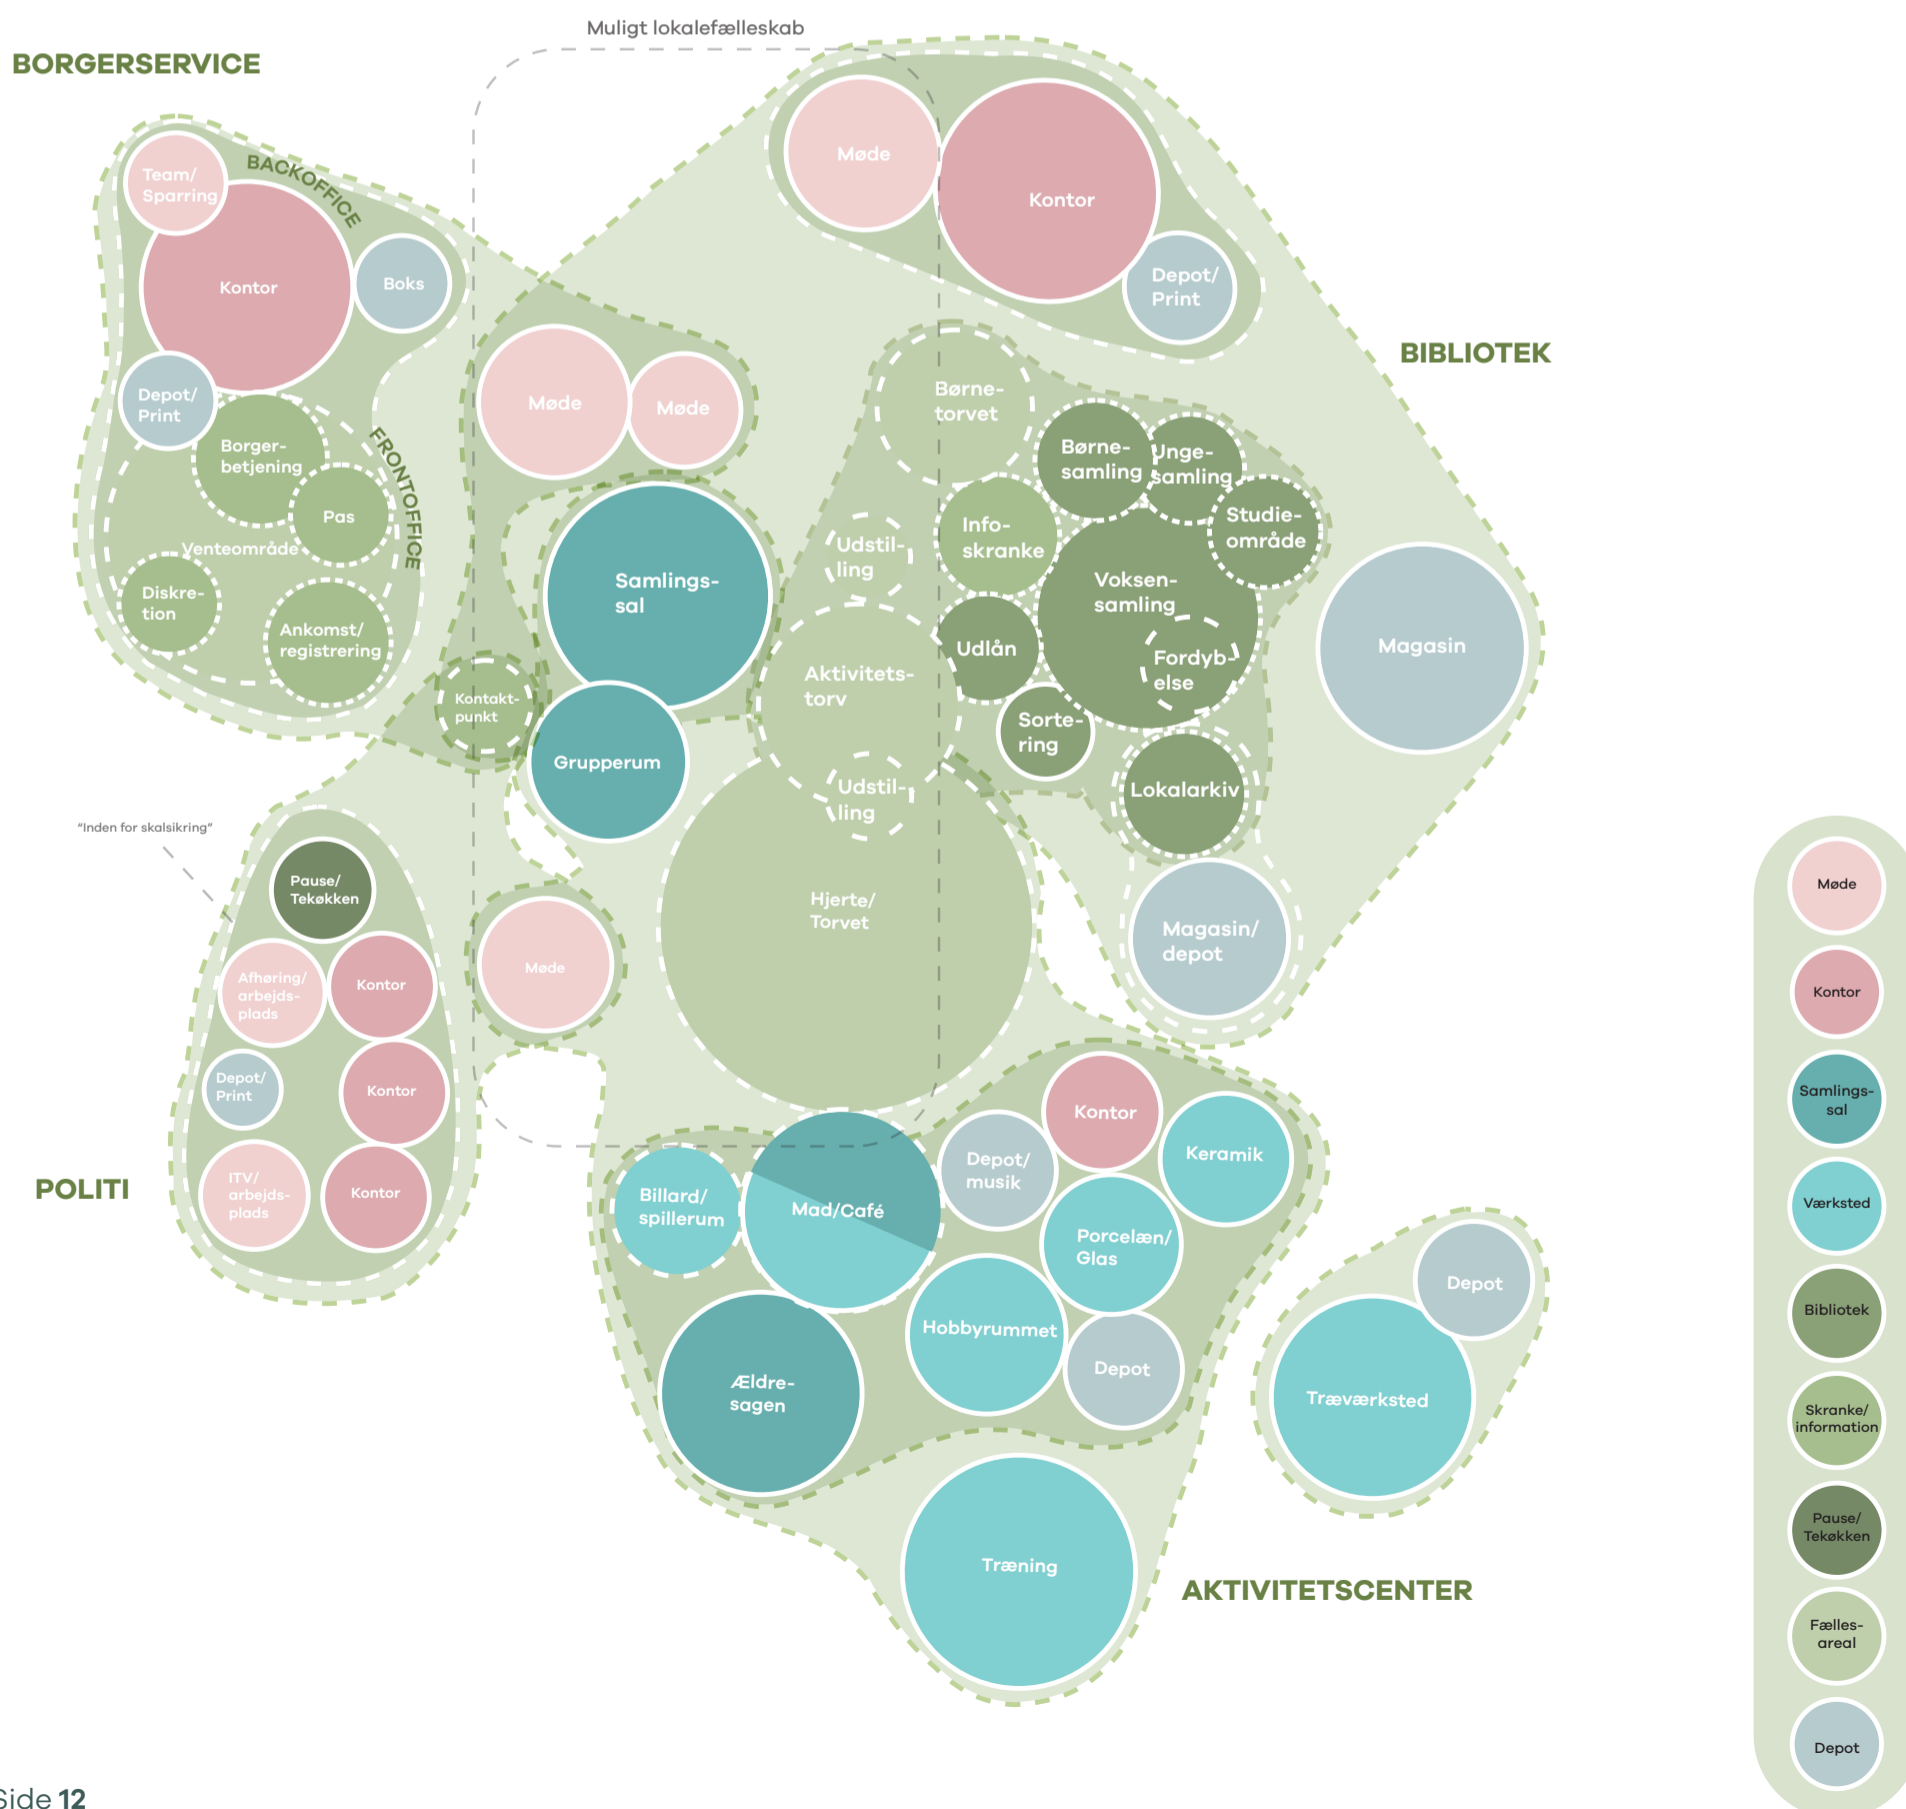 Muligt lokalefælleskab
BORGERSERVICE
BACKOFFICE
Team/
Sparring
Kontor
Boks
Depot/
Print
FRONTOFFICE
Borger-
betjening
Pas
Venteområde
Diskre-
tion
Ankomst/
registrering
Kontakt-
punkt
Møde
Møde
Samlings-
sal
Grupperum
Møde
BIBLIOTEK
Møde
Kontor
Depot/
Print
Børne-
torvet
Børne-
samling
Unge-
samling
Studie-
område
Info-
skranke
Udstil-
ling
Voksen-
samling
Fordyb-
else
Udlån
Sorte-
ring
Aktivitets-
torv
Udstil-
ling
Lokalarkiv
Magasin
Magasin/
depot
Hjerte/
Torvet
"Inden for skalsikring"
POLITI
Pause/
Tekøkken
Afhøring/
arbejds-
plads
Kontor
Depot/
Print
Kontor
ITV/
arbejds-
plads
Kontor
Billard/
spillerum
Mad/Café
Depot/
musik
Kontor
Keramik
Porcelæn/
Glas
Hobbyrummet
Depot
Ældre-
sagen
Træning
AKTIVITETSCENTER
Depot
Træværksted
Møde
Kontor
Samlings-
sal
Værksted
Bibliotek
Skranke/
information
Pause/
Tekøkken
Fælles-
areal
Depot
Side 12